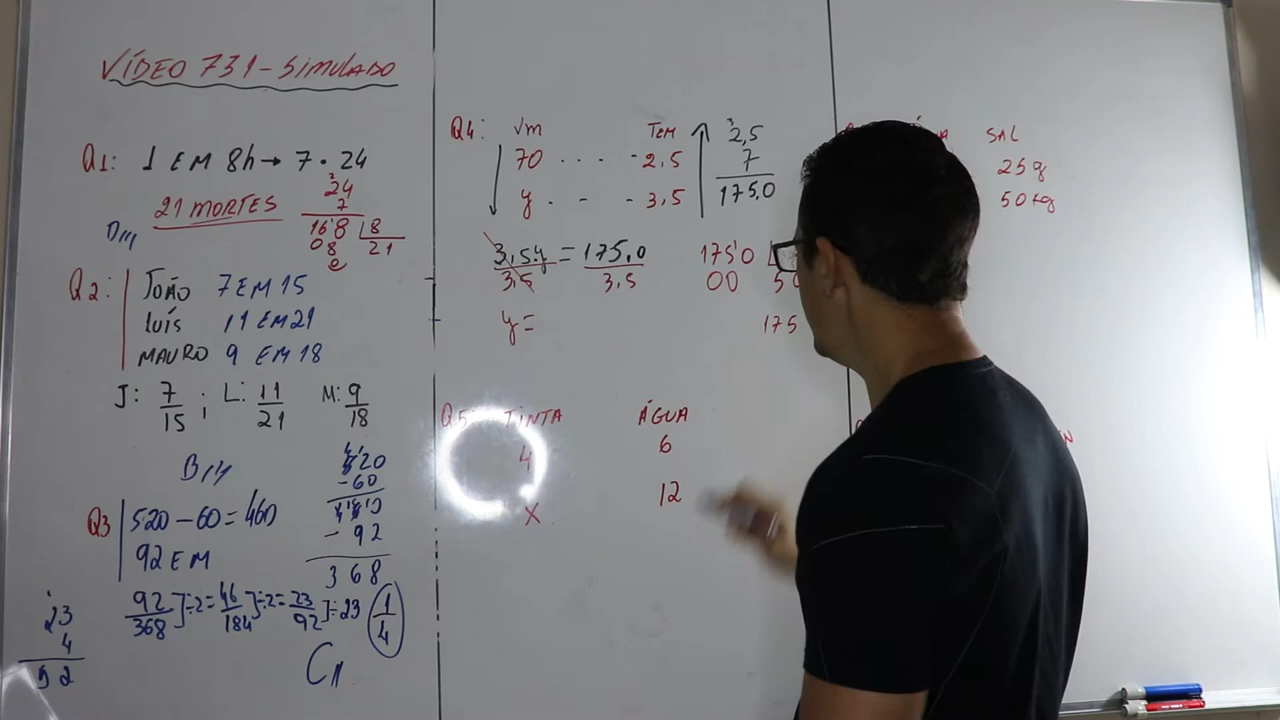 VÍDEO 731 - SIMULADO
Q1: 1 EM 8h → 7 · 24
21 MORTES
24
7
168 8
08 21
0
D//
Q2: JOÃO 7 EM 15
LUÍS 11 EM 21
MAURO 9 EM 18
J: 7/15 ; L: 11/21 M: 9/18
B//
Q3 520 - 60 = 460
92 EM
520
-60
460
- 92
368
92/368 ]÷2= 46/184 ]÷2= 23/92 ]÷23 1/4
23
4
92
C//
Q4: Vm TEM
70 . . . . - 2,5
y . - - 3,5
2,5
7
175,0
3,5y/3,5 = 175,0/3,5
1750
00 50
y =
175
Q5: TINTA ÁGUA
4 6
X 12
SAL
25g
50kg